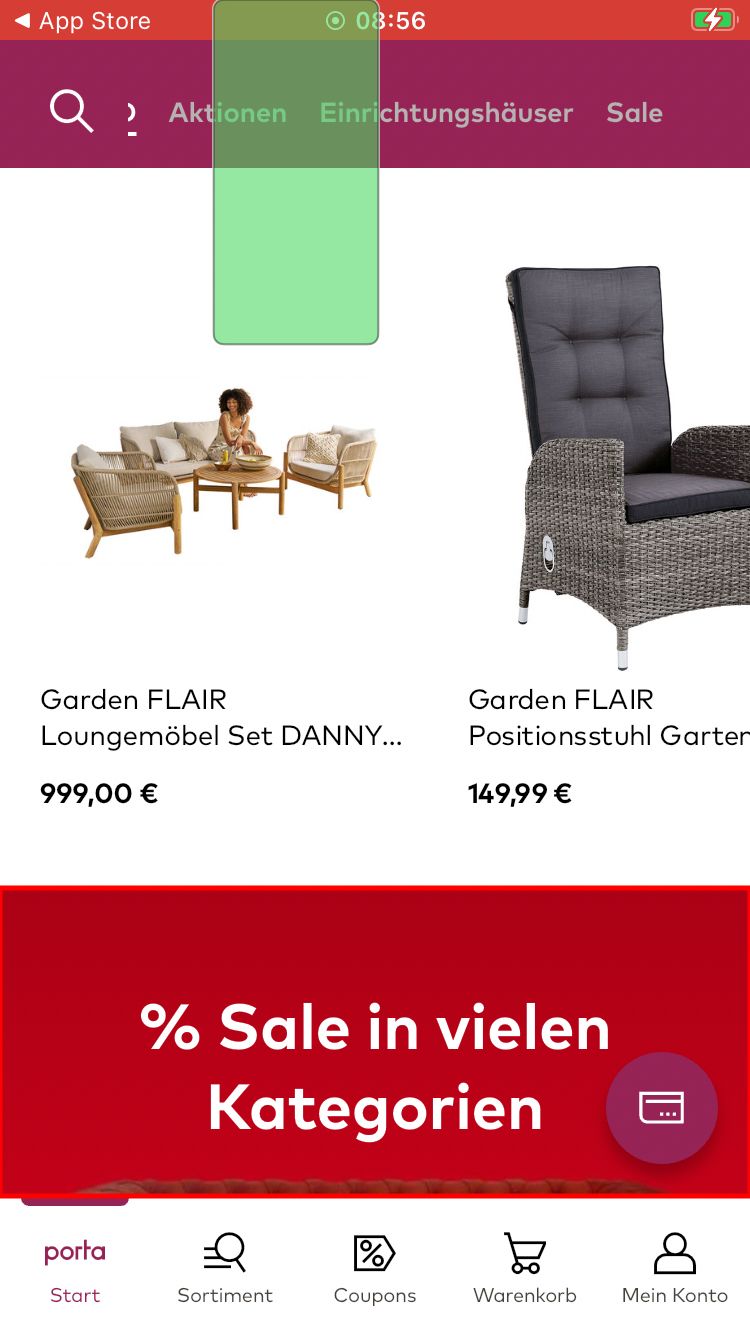 App Store
08:56
Aktionen Einrichtungshäuser Sale
Garden FLAIR
Loungemöbel Set DANNY...
999,00 €
Garden FLAIR
Positionsstuhl Garten
149,99 €
% Sale in vielen
Kategorien
porta
Start
Sortiment
Coupons
Warenkorb
Mein Konto